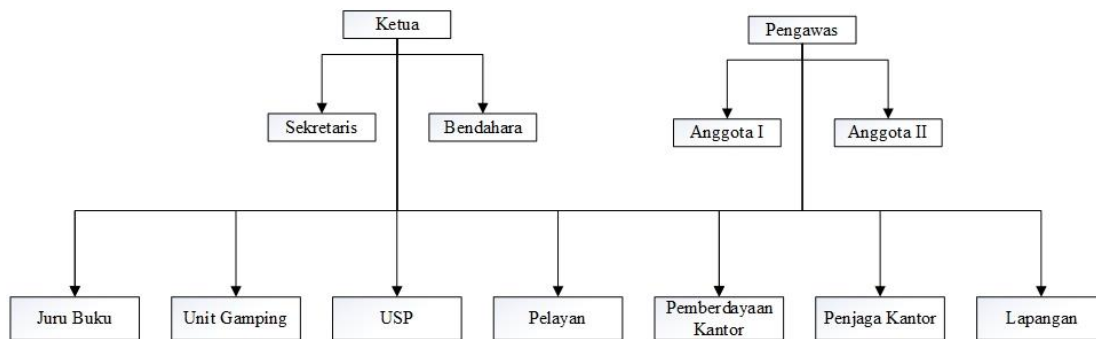 Ketua
Pengawas
Sekretaris
Bendahara
Anggota I
Anggota II
Juru Buku
Unit Gamping
USP
Pelayan
Pemberdayaan
Kantor
Penjaga Kantor
Lapangan